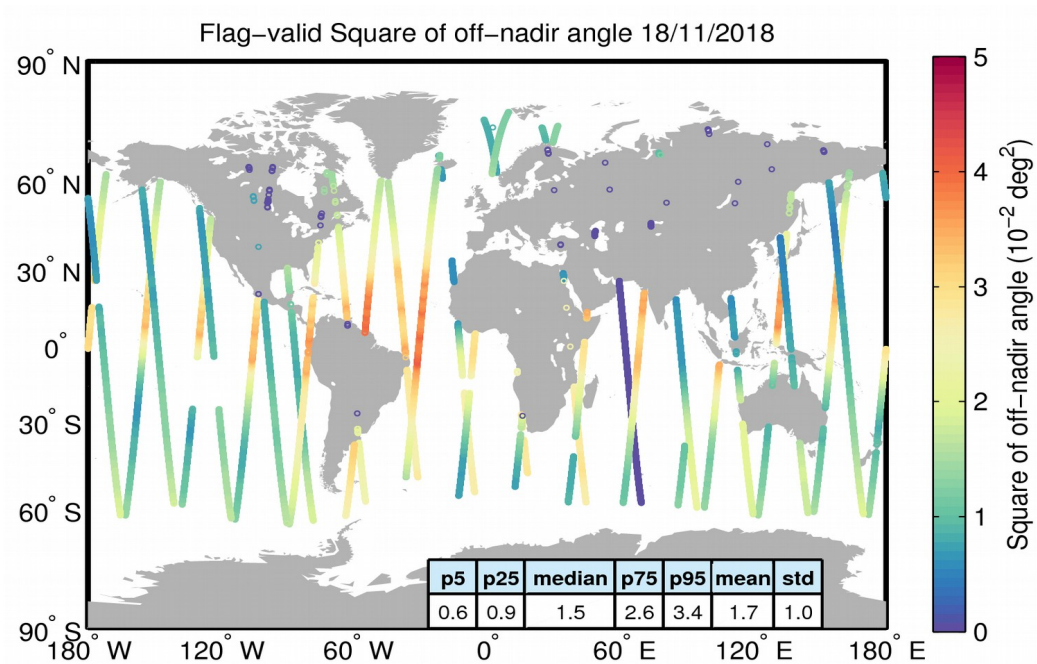 Flag−valid Square of off−nadir angle 18/11/2018
90° N
60° N
30° N
0°
30° S
60° S
90° S
180° W
120° W
60° W
0°
60° E
120° E
180° E
p5 p25 median p75 p95 mean std
0.6 0.9 1.5 2.6 3.4 1.7 1.0
5
4
3
2
1
0
Square of off−nadir angle (10⁻² deg²)